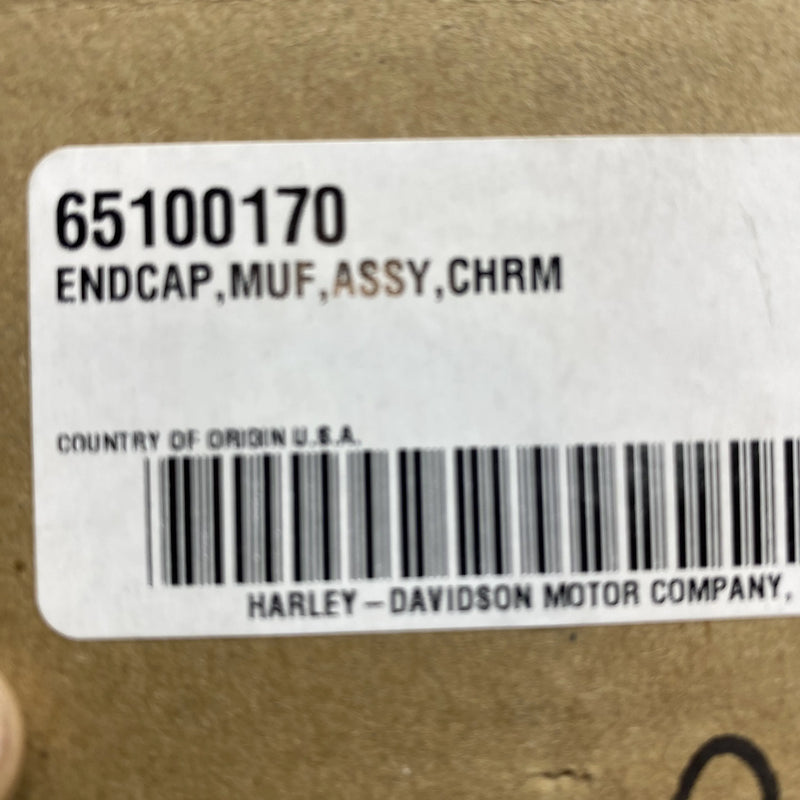 65100170
ENDCAP,MUF,ASSY,CHRM
COUNTRY OF ORIGIN U.S.A.
HARLEY-DAVIDSON MOTOR COMPANY,